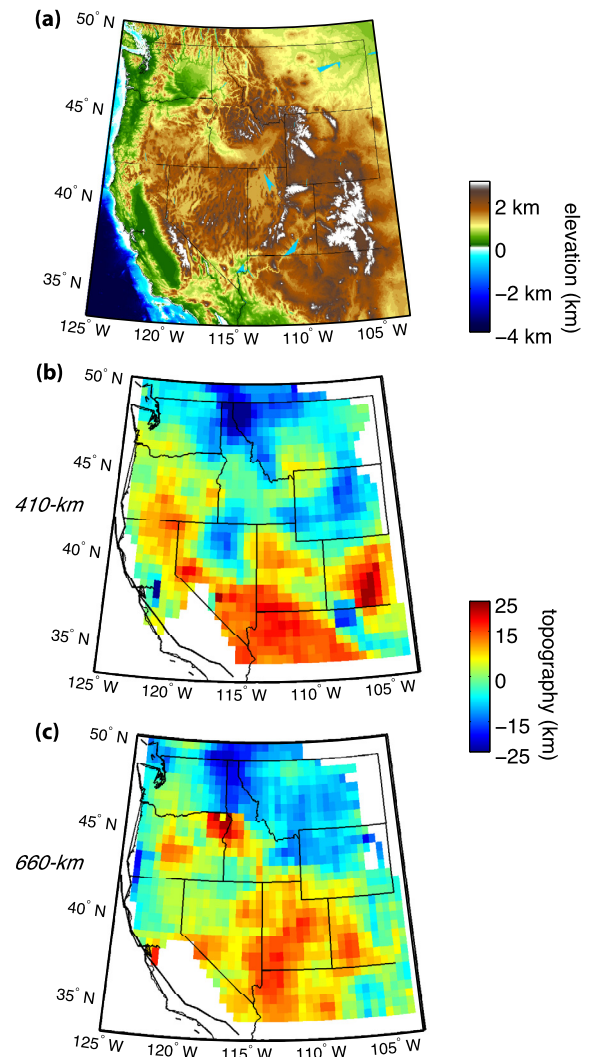 (a)
50° N
45° N
40° N
35° N
125° W
120° W
115° W
110° W
105° W
2 km
0
−2 km
−4 km
elevation (km)
(b)
50° N
45° N
410-km
40° N
35° N
125° W
120° W
115° W
110° W
105° W
25
15
0
−15
−25
topography (km)
(c)
50° N
45° N
660-km
40° N
35° N
125° W
120° W
115° W
110° W
105° W